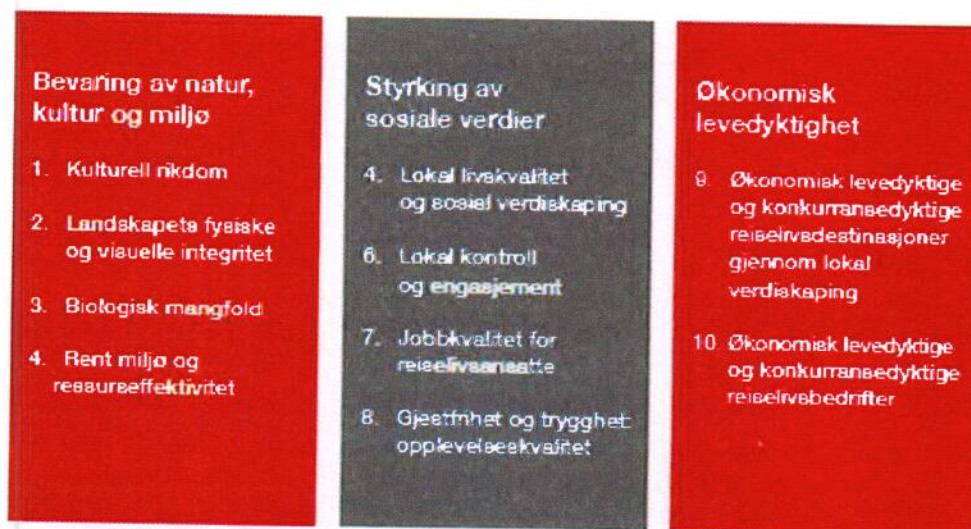 Bevaring av natur,
kultur og miljø
1. Kulturell rikdom
2. Landskapets fysiske
og visuelle integritet
3. Biologisk mangfold
4. Rent miljø og
ressurseffektivitet
Styrking av
sosiale verdier
4. Lokal livskvalitet
og sosial verdiskaping
6. Lokal kontroll
og engasjement
7. Jobbkvalitet for
reiselivsansatte
8. Gjestfrihet og trygghet:
opplevelseskvalitet
Økonomisk
levedyktighet
9. Økonomisk levedyktige
og konkurransedyktige
reiselivsdestinasjoner
gjennom lokal
verdiskaping
10. Økonomisk levedyktige
og konkurransedyktige
reiselivsbedrifter